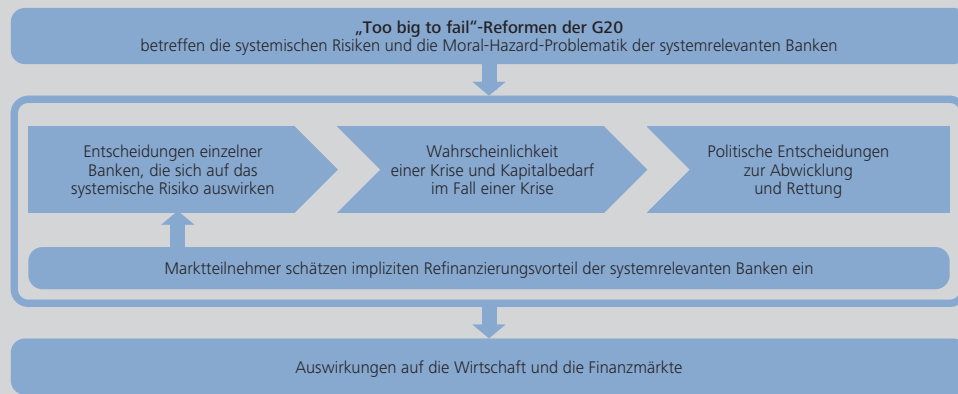 „Too big to fail“-Reformen der G20
betreffen die systemischen Risiken und die Moral-Hazard-Problematik der systemrelevanten Banken
Entscheidungen einzelner
Banken, die sich auf das
systemische Risiko auswirken
Wahrscheinlichkeit
einer Krise und Kapitalbedarf
im Fall einer Krise
Politische Entscheidungen
zur Abwicklung
und Rettung
Marktteilnehmer schätzen impliziten Refinanzierungsvorteil der systemrelevanten Banken ein
Auswirkungen auf die Wirtschaft und die Finanzmärkte